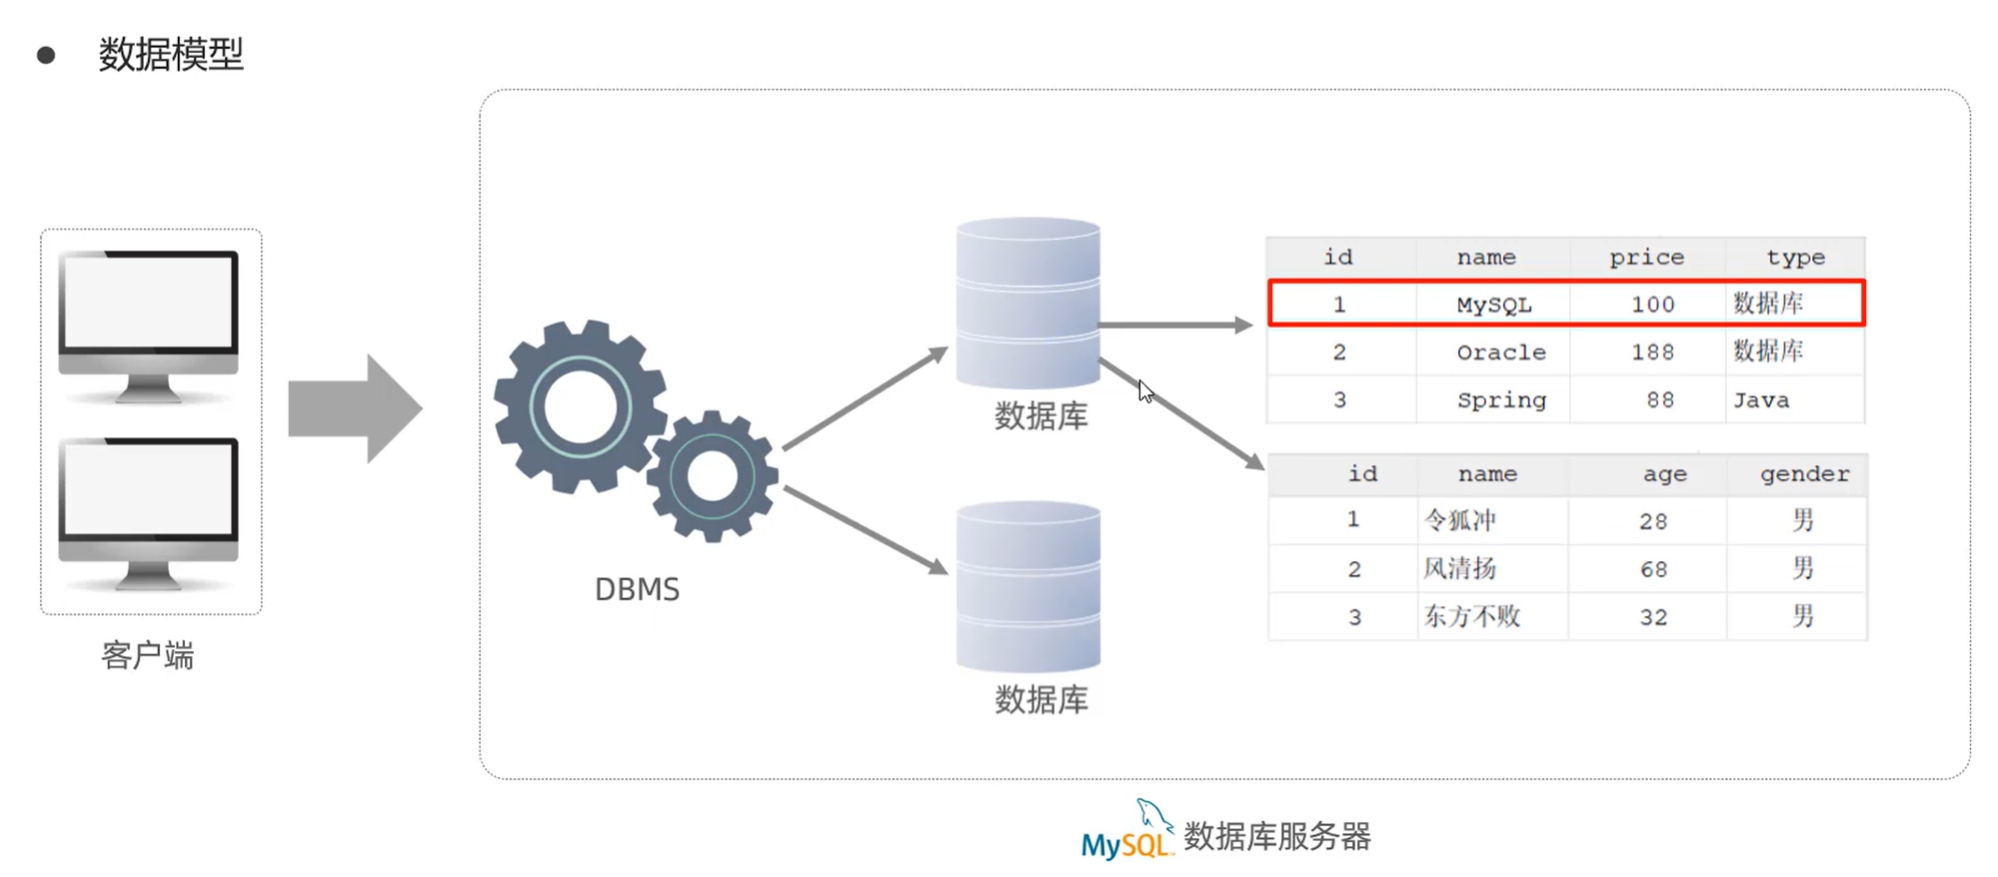 ● 数据模型
客户端
DBMS
数据库
数据库
id name price type
1 MySQL 100 数据库
2 Oracle 188 数据库
3 Spring 88 Java
id name age gender
1 令狐冲 28 男
2 风清扬 68 男
3 东方不败 32 男
MySQL 数据库服务器